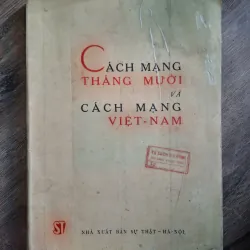 CÁCH MẠNG
THÁNG MƯỜI
VÀ
CÁCH MẠNG
VIỆT-NAM
ST
NHÀ XUẤT BẢN SỰ THẬT - HÀ-NỘI